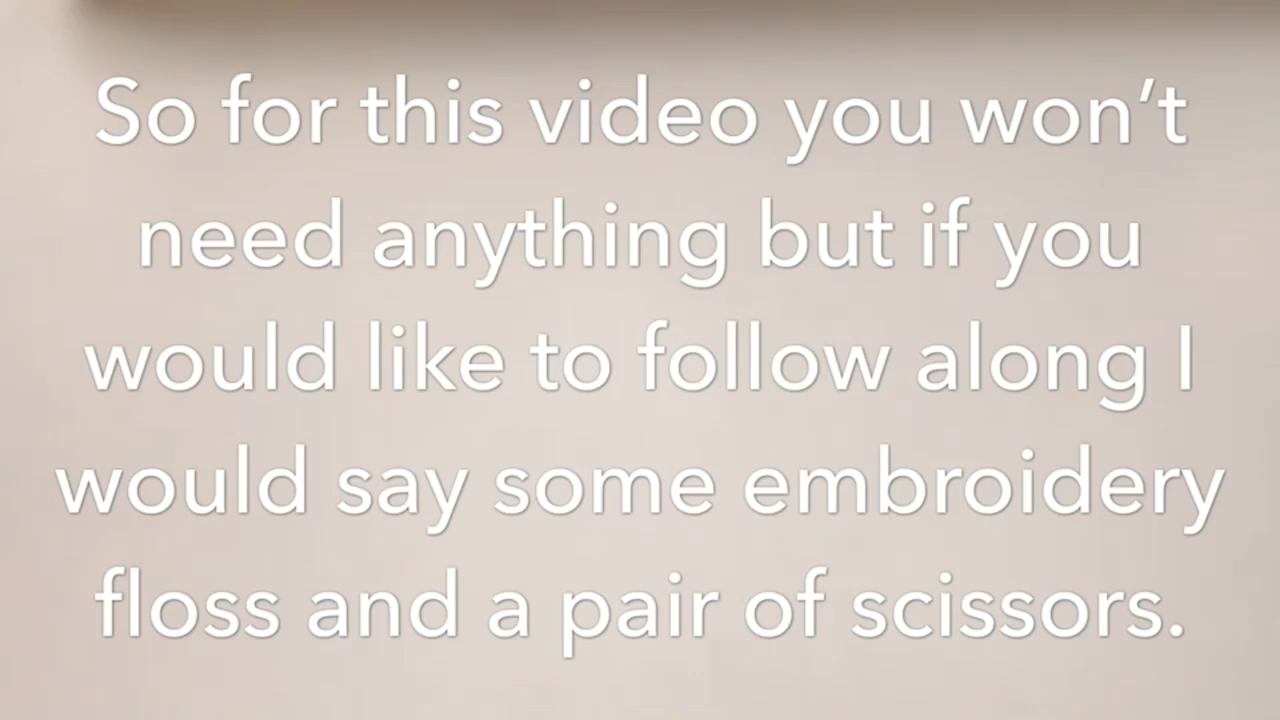 So for this video you won’t
need anything but if you
would like to follow along I
would say some embroidery
floss and a pair of scissors.